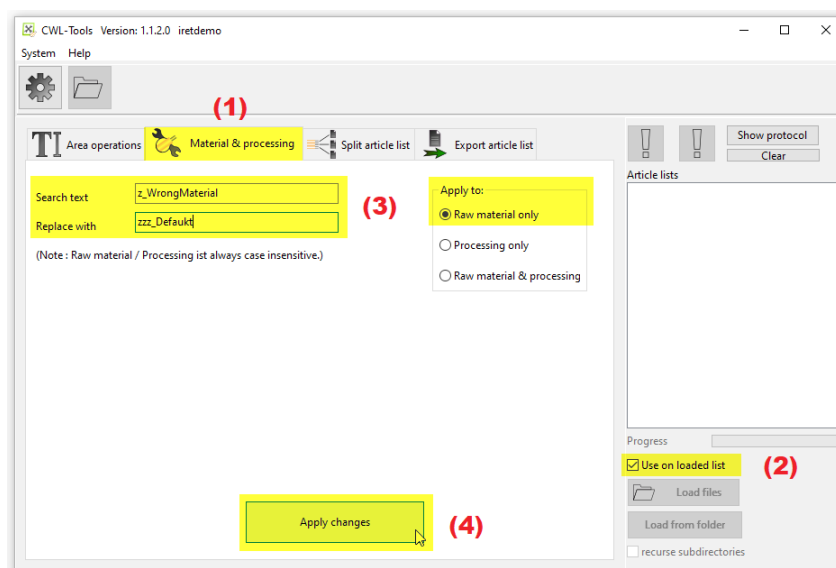 CWL-Tools Version: 1.1.2.0 iretdemo
System Help
(1)
Area operations
Material & processing
Split article list
Export article list
Search text
z_WrongMaterial
Replace with
zzz_Defaukt
(3)
(Note : Raw material / Processing ist always case insensitive.)
Apply to:
Raw material only
Processing only
Raw material & processing
Apply changes
(4)
Show protocol
Clear
Article lists
Progress
Use on loaded list
(2)
Load files
Load from folder
recurse subdirectories